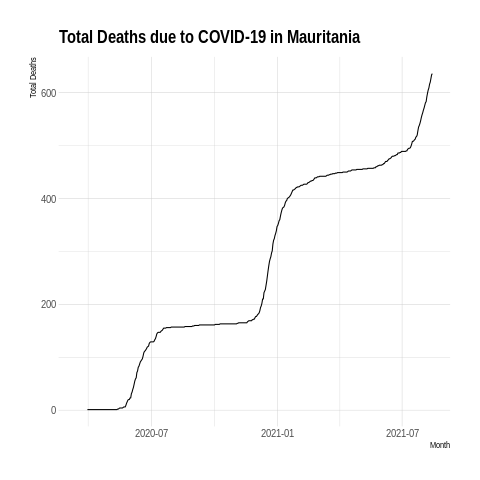 Total Deaths due to COVID-19 in Mauritania
Total Deaths
600
400
200
0
2020-07 2021-01 2021-07
Month